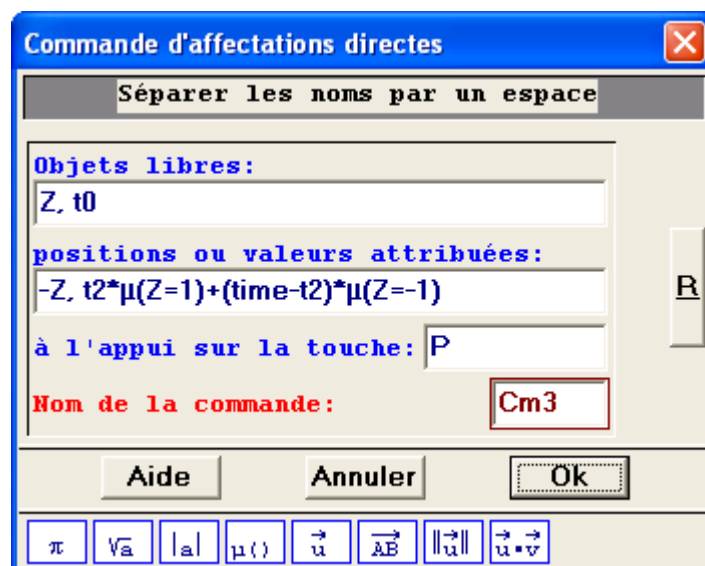 Commande d'affectations directes
Séparer les noms par un espace
Objets libres:
Z, t0
positions ou valeurs attribuées:
-Z, t2*µ(Z=1)+(time-t2)*µ(Z=-1)
R
à l'appui sur la touche: P
Nom de la commande: Cm3
Aide Annuler Ok
π √a |a| µ() u⃗ AB⃗ ||u⃗|| u⃗•v⃗